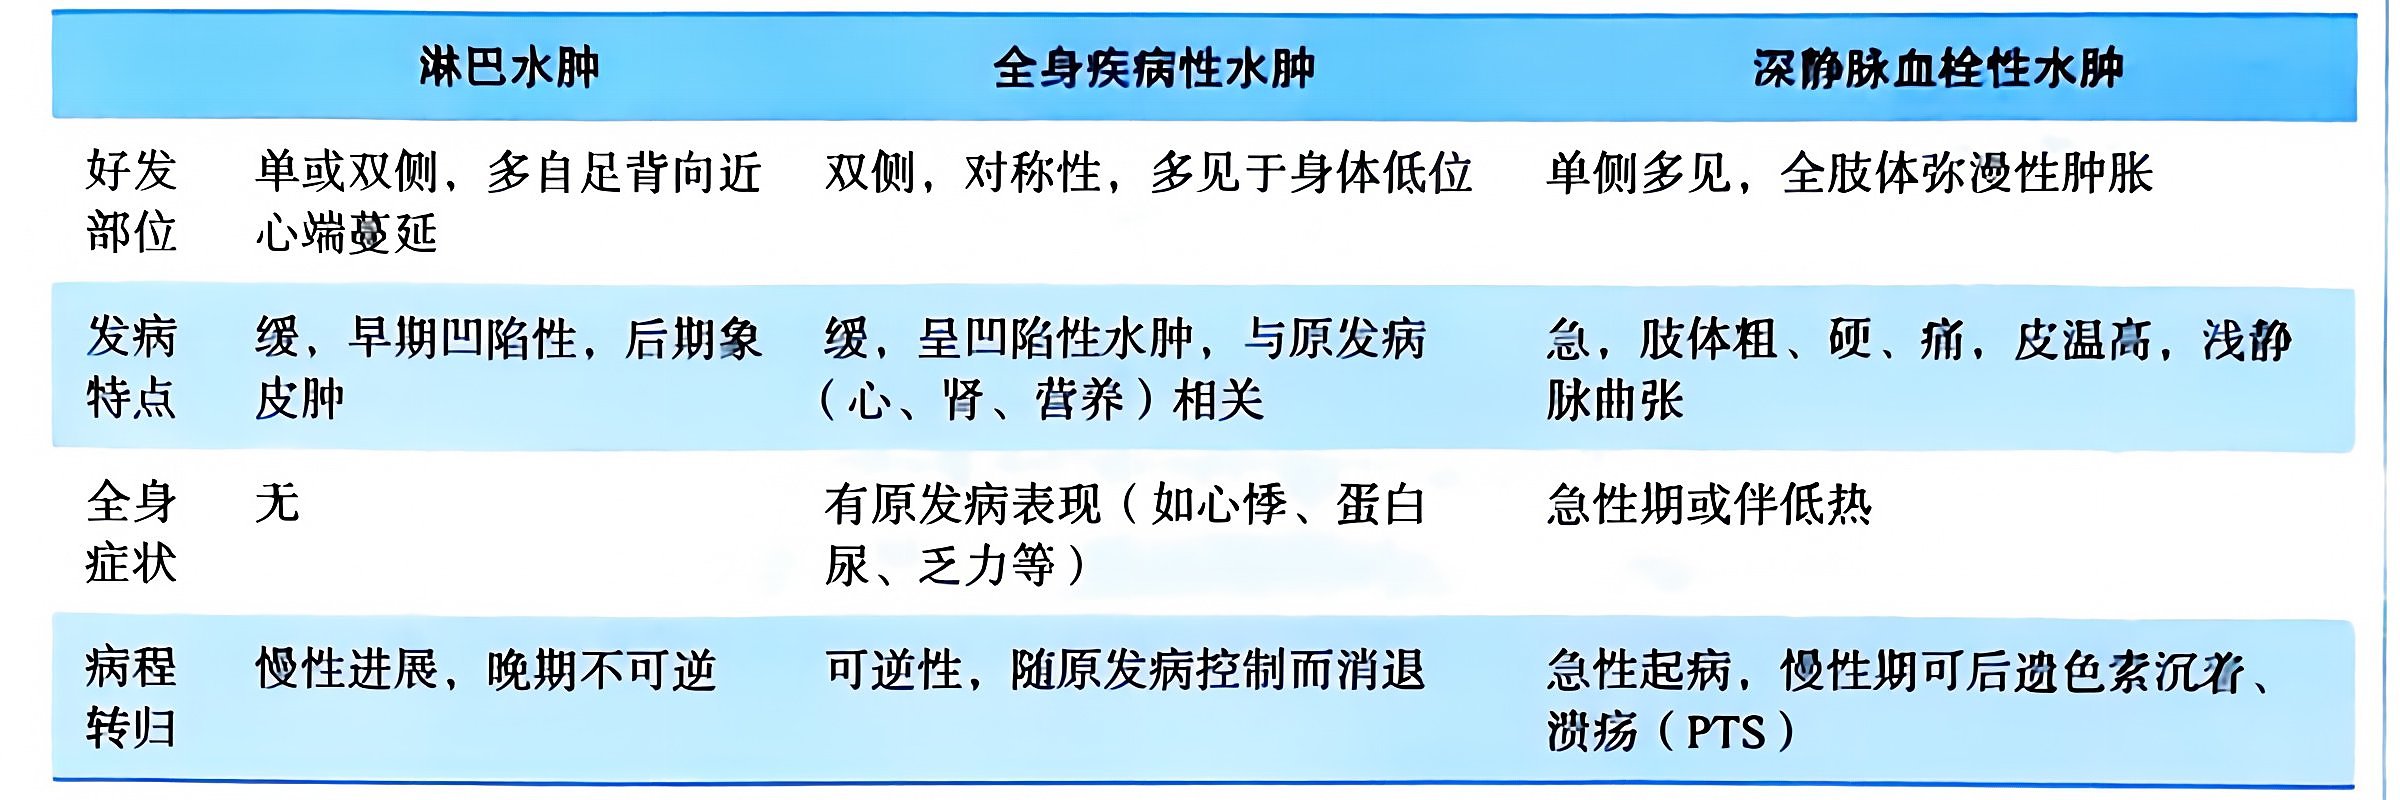 淋巴水肿 全身疾病性水肿 深静脉血栓性水肿
好发 单或双侧，多自足背向近 双侧，对称性，多见于身体低位 单侧多见，全肢体弥漫性肿胀
部位 心端蔓延
发病 缓，早期凹陷性，后期象 缓，呈凹陷性水肿，与原发病 急，肢体粗、硬、痛，皮温高，浅静
特点 皮肿 （心、肾、营养）相关 脉曲张
全身 无 有原发病表现（如心悸、蛋白 急性期或伴低热
症状 尿、乏力等）
病程 慢性进展，晚期不可逆 可逆性，随原发病控制而消退 急性起病，慢性期可后遗色素沉着、
转归 溃疡（PTS）